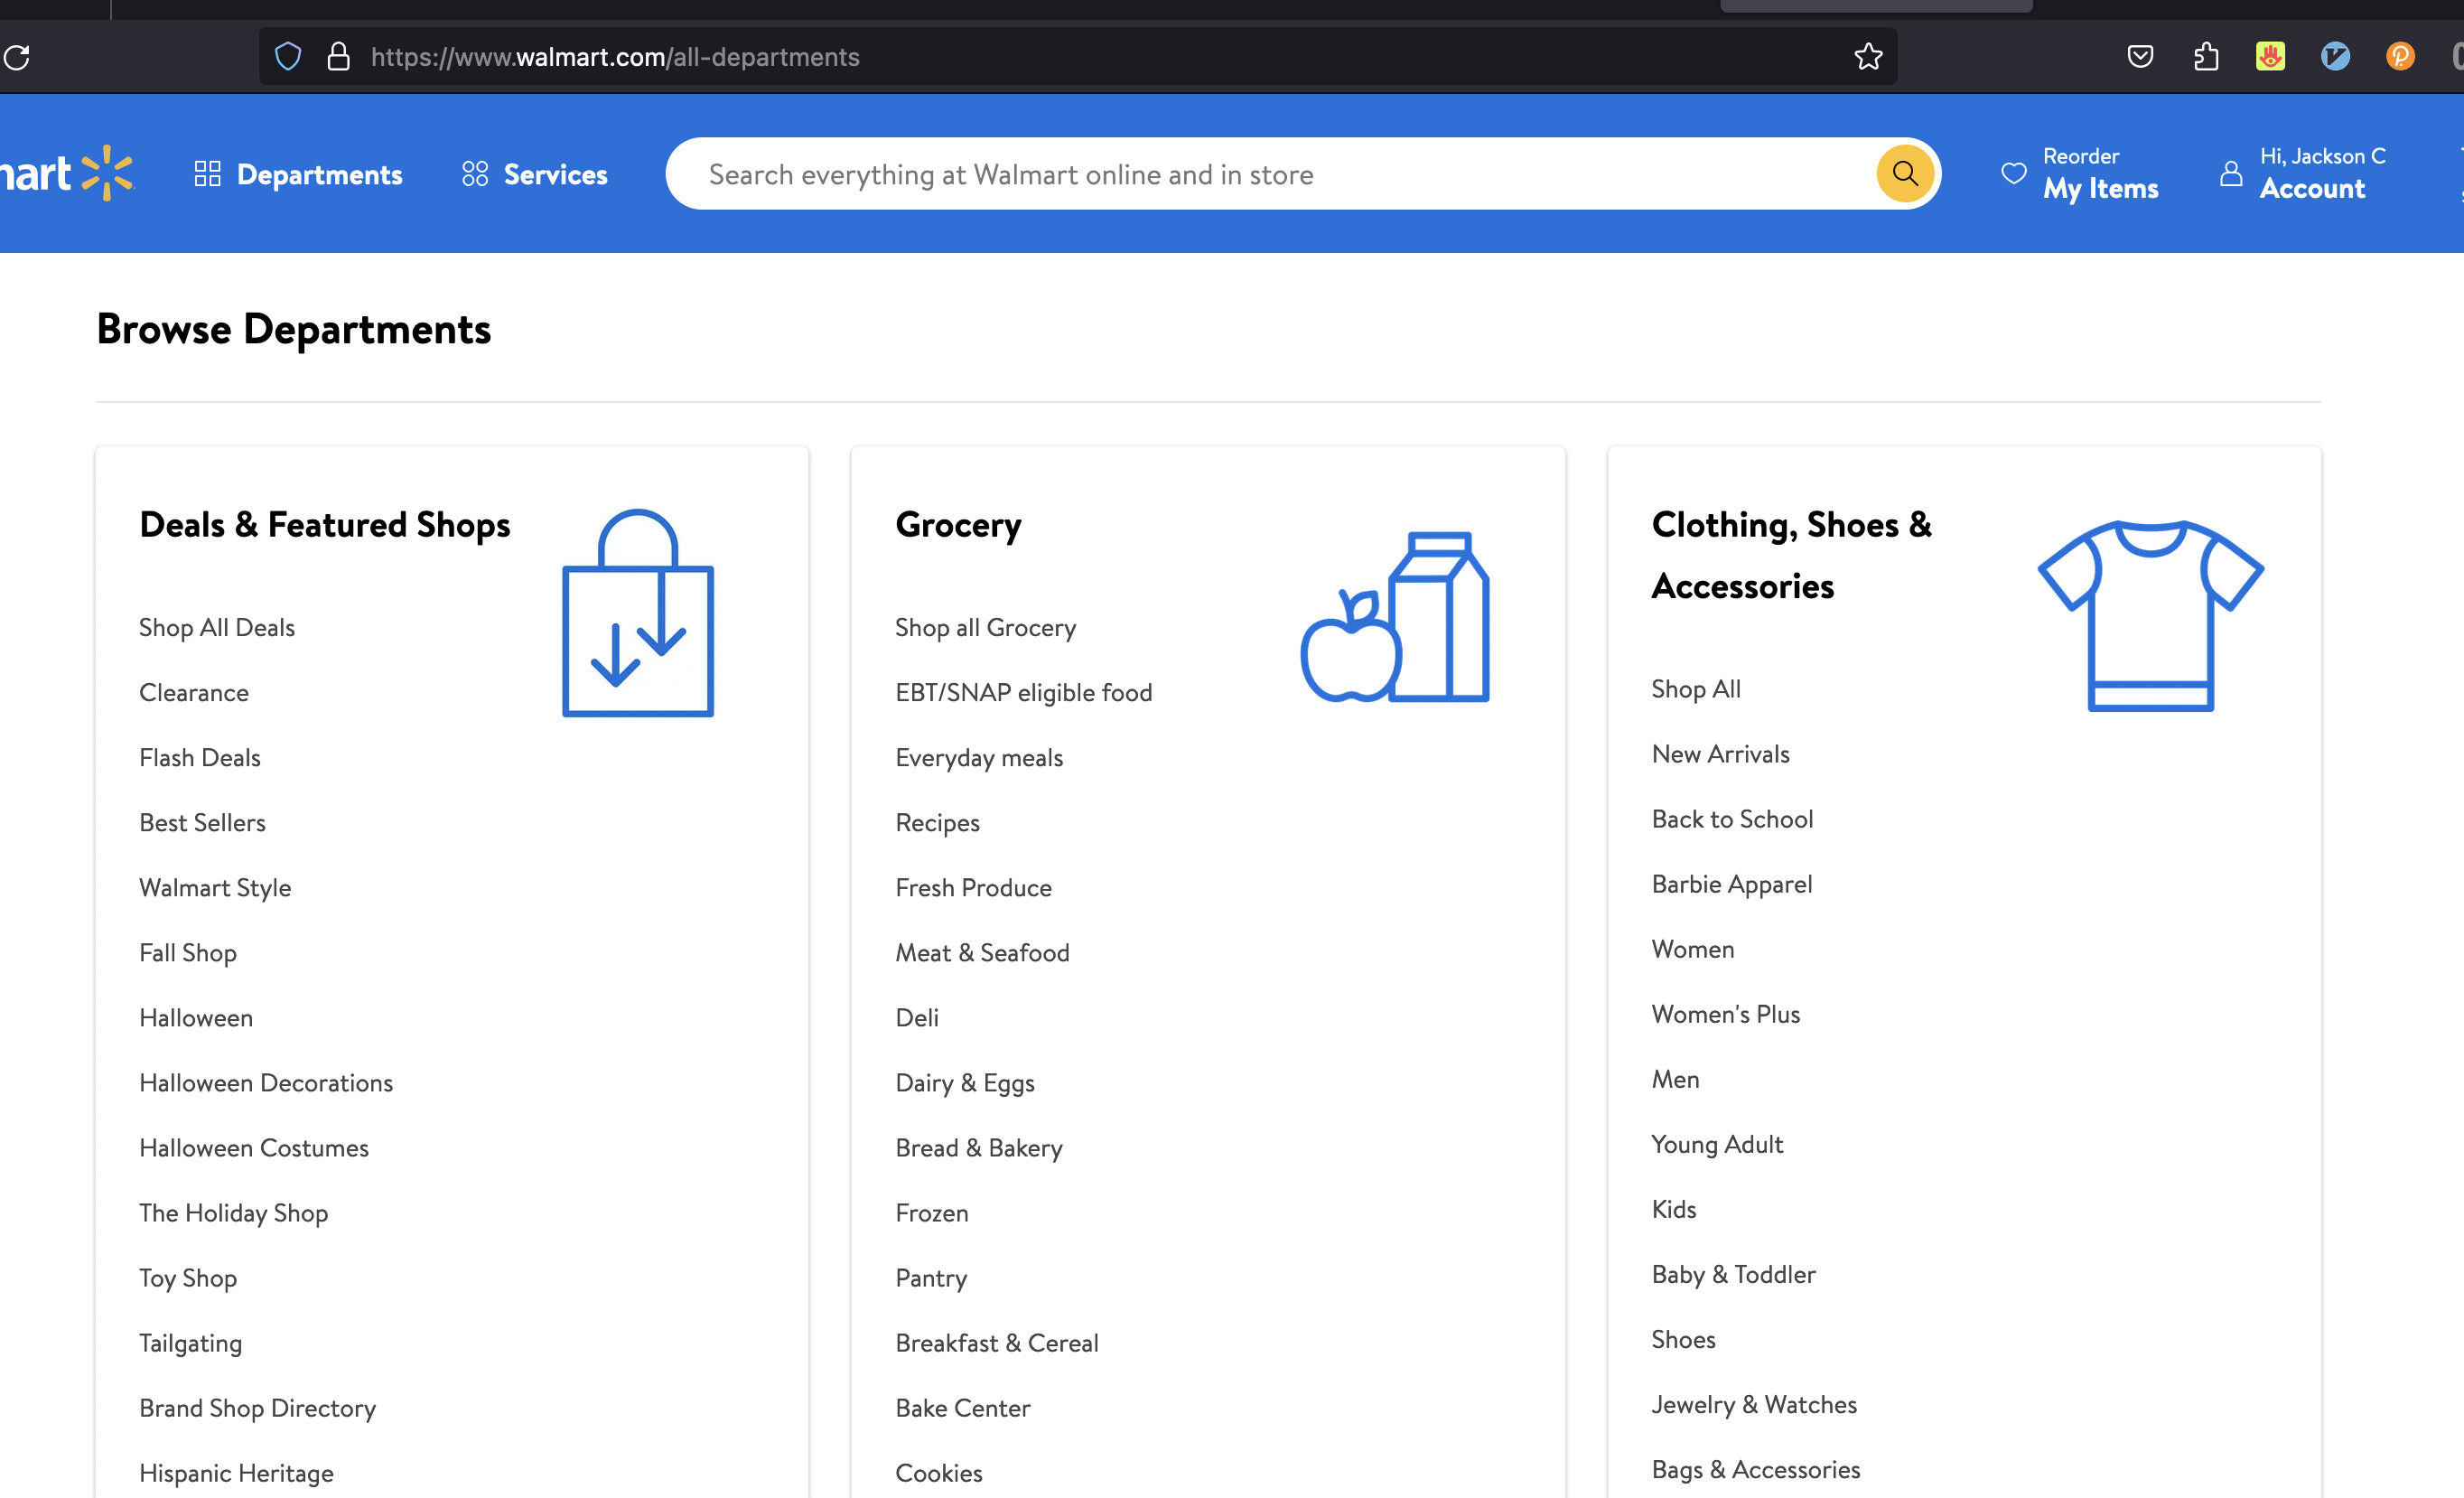 https://www.walmart.com/all-departments
mart
Departments
Services
Search everything at Walmart online and in store
Reorder
My Items
Hi, Jackson C
Account
Browse Departments
Deals & Featured Shops
Shop All Deals
Clearance
Flash Deals
Best Sellers
Walmart Style
Fall Shop
Halloween
Halloween Decorations
Halloween Costumes
The Holiday Shop
Toy Shop
Tailgating
Brand Shop Directory
Hispanic Heritage
Grocery
Shop all Grocery
EBT/SNAP eligible food
Everyday meals
Recipes
Fresh Produce
Meat & Seafood
Deli
Dairy & Eggs
Bread & Bakery
Frozen
Pantry
Breakfast & Cereal
Bake Center
Cookies
Clothing, Shoes &
Accessories
Shop All
New Arrivals
Back to School
Barbie Apparel
Women
Women's Plus
Men
Young Adult
Kids
Baby & Toddler
Shoes
Jewelry & Watches
Bags & Accessories